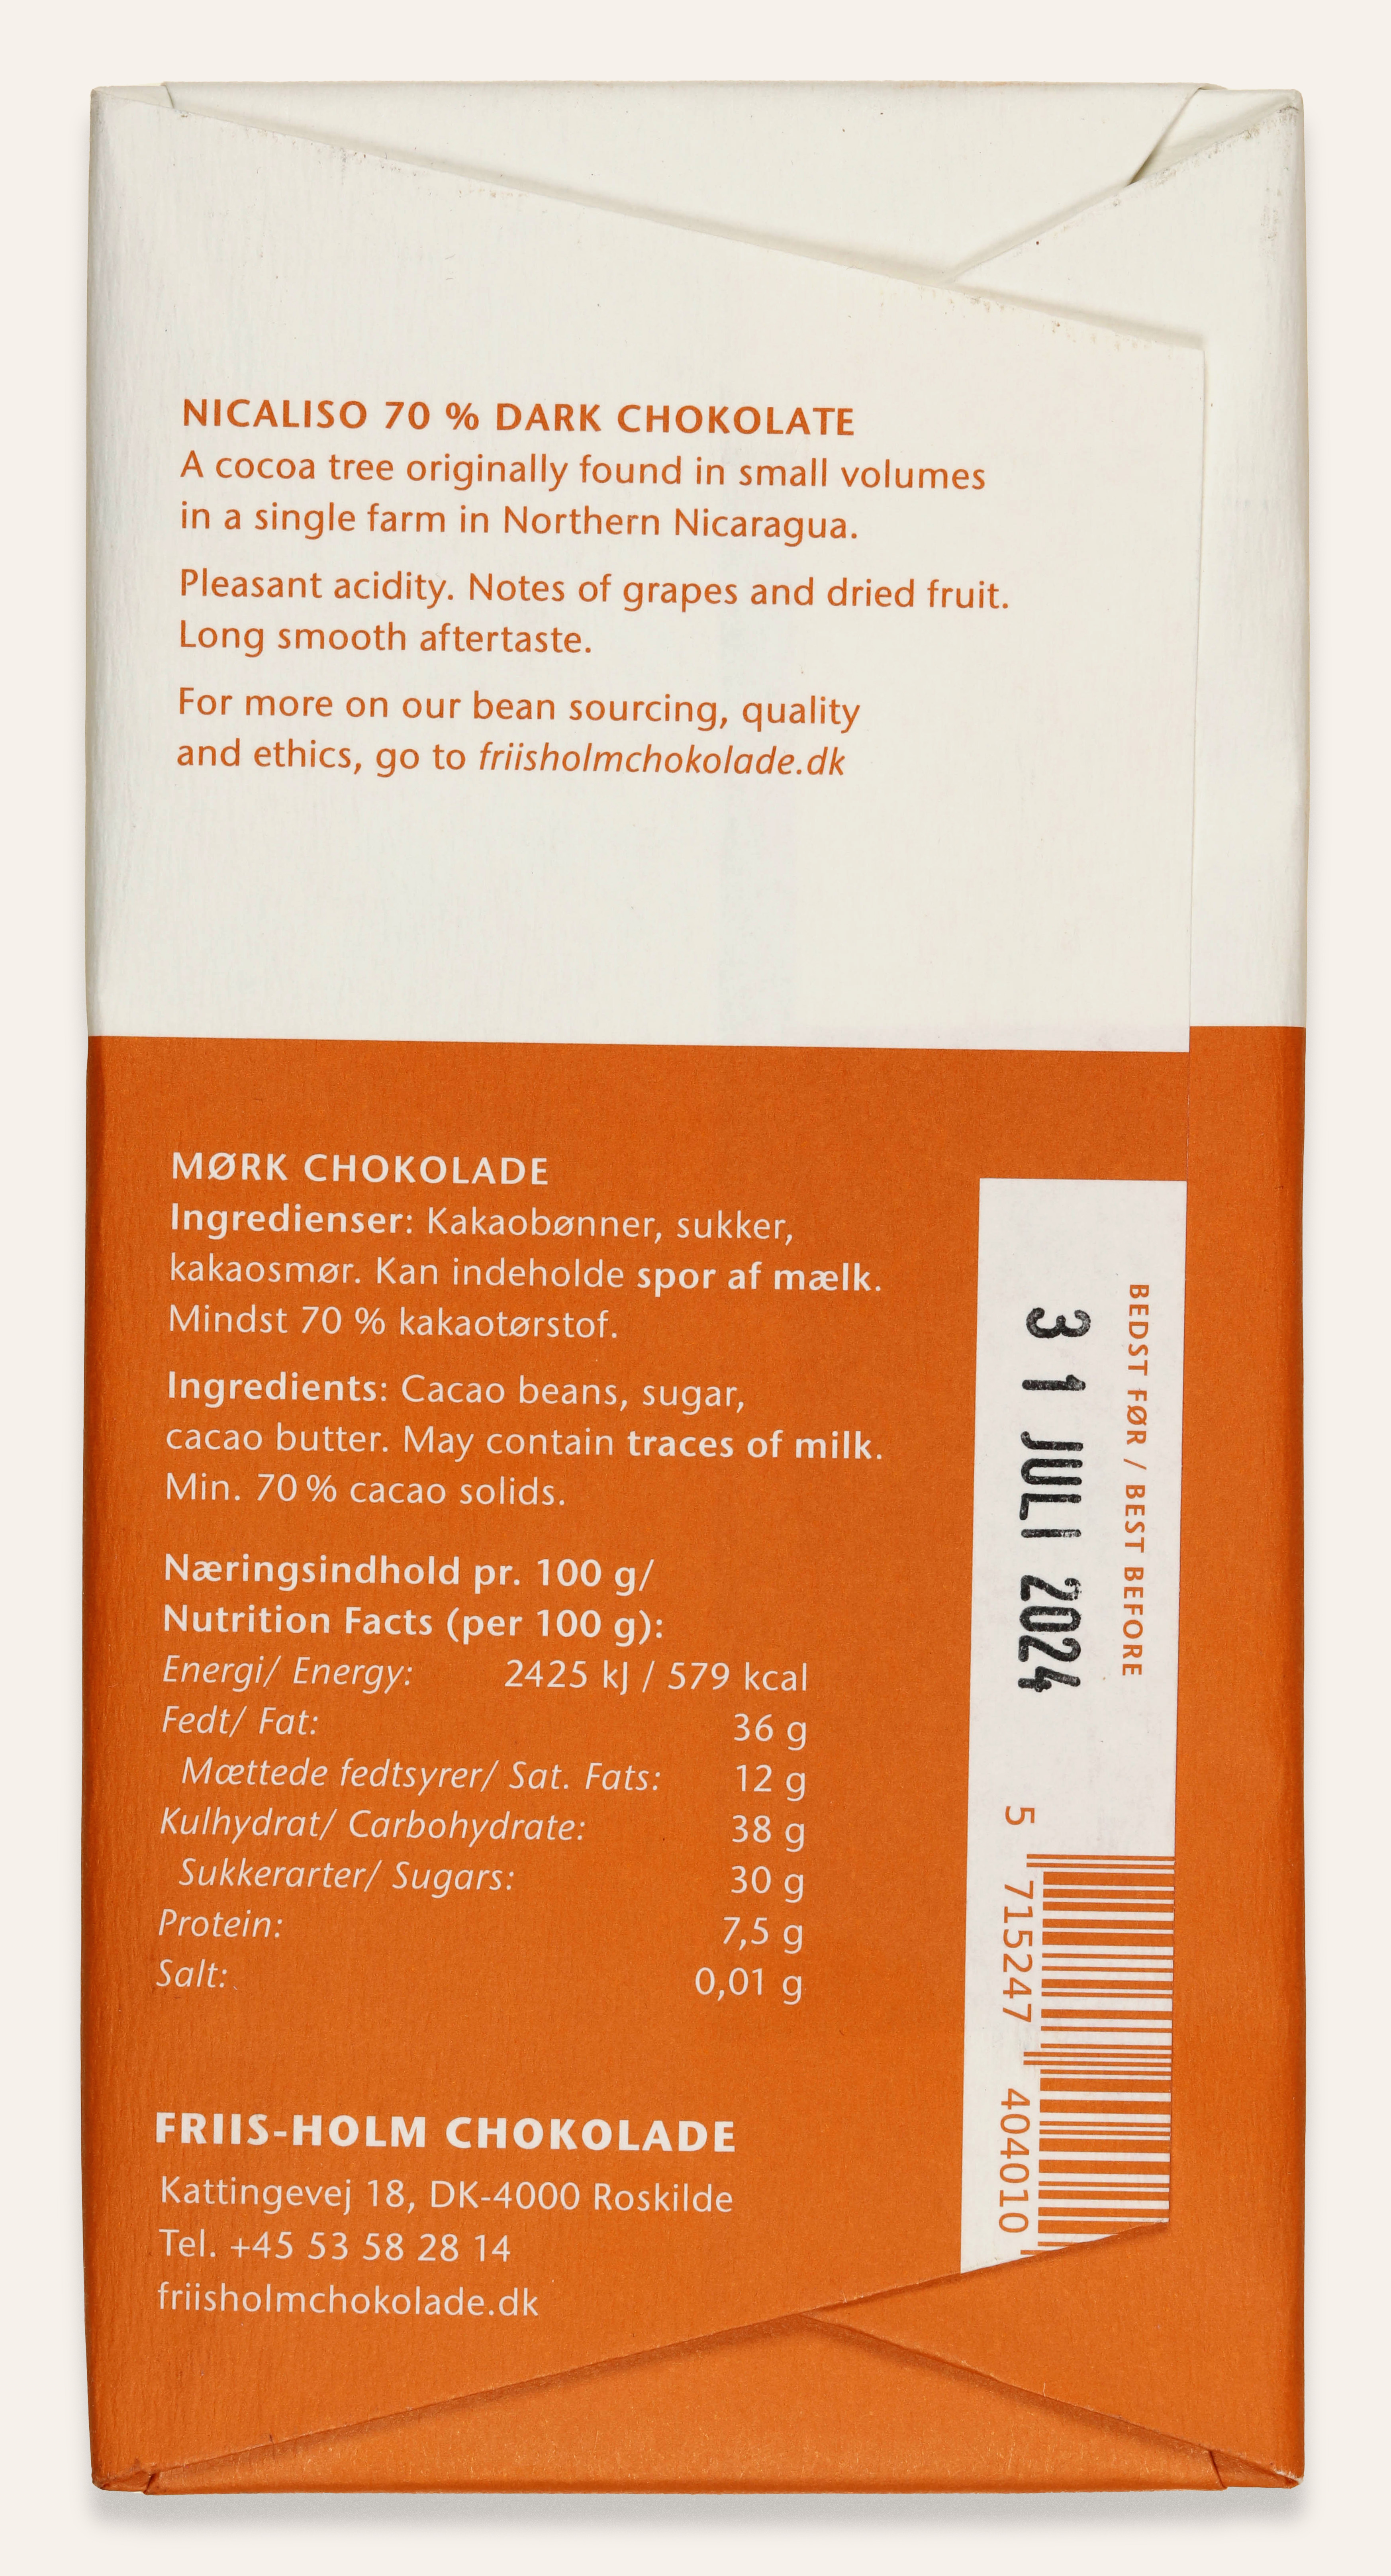 NICALISO 70 % DARK CHOKOLATE
A cocoa tree originally found in small volumes
in a single farm in Northern Nicaragua.
Pleasant acidity. Notes of grapes and dried fruit.
Long smooth aftertaste.
For more on our bean sourcing, quality
and ethics, go to friisholmchokolade.dk
MØRK CHOKOLADE
Ingredienser: Kakaobønner, sukker,
kakaosmør. Kan indeholde spor af mælk.
Mindst 70 % kakaotørstof.
Ingredients: Cacao beans, sugar,
cacao butter. May contain traces of milk.
Min. 70 % cacao solids.
Næringsindhold pr. 100 g/
Nutrition Facts (per 100 g):
Energi/ Energy: 2425 kJ / 579 kcal
Fedt/ Fat: 36 g
Mættede fedtsyrer/ Sat. Fats: 12 g
Kulhydrat/ Carbohydrate: 38 g
Sukkerarter/ Sugars: 30 g
Protein: 7,5 g
Salt: 0,01 g
FRIIS-HOLM CHOKOLADE
Kattingevej 18, DK-4000 Roskilde
Tel. +45 53 58 28 14
friisholmchokolade.dk
BEDST FØR / BEST BEFORE
31 JULI 2024
5 715247 404010